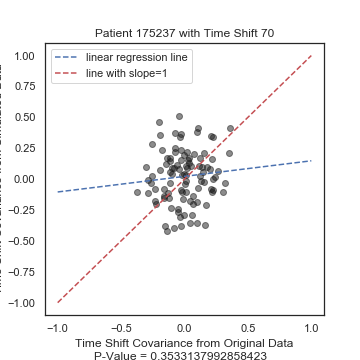 Patient 175237 with Time Shift 70
linear regression line
line with slope=1
1.00
0.75
0.50
0.25
0.00
−0.25
−0.50
−0.75
−1.00
−1.0
−0.5
0.0
0.5
1.0
Time Shift Covariance from Original Data
P-Value = 0.3533137992858423